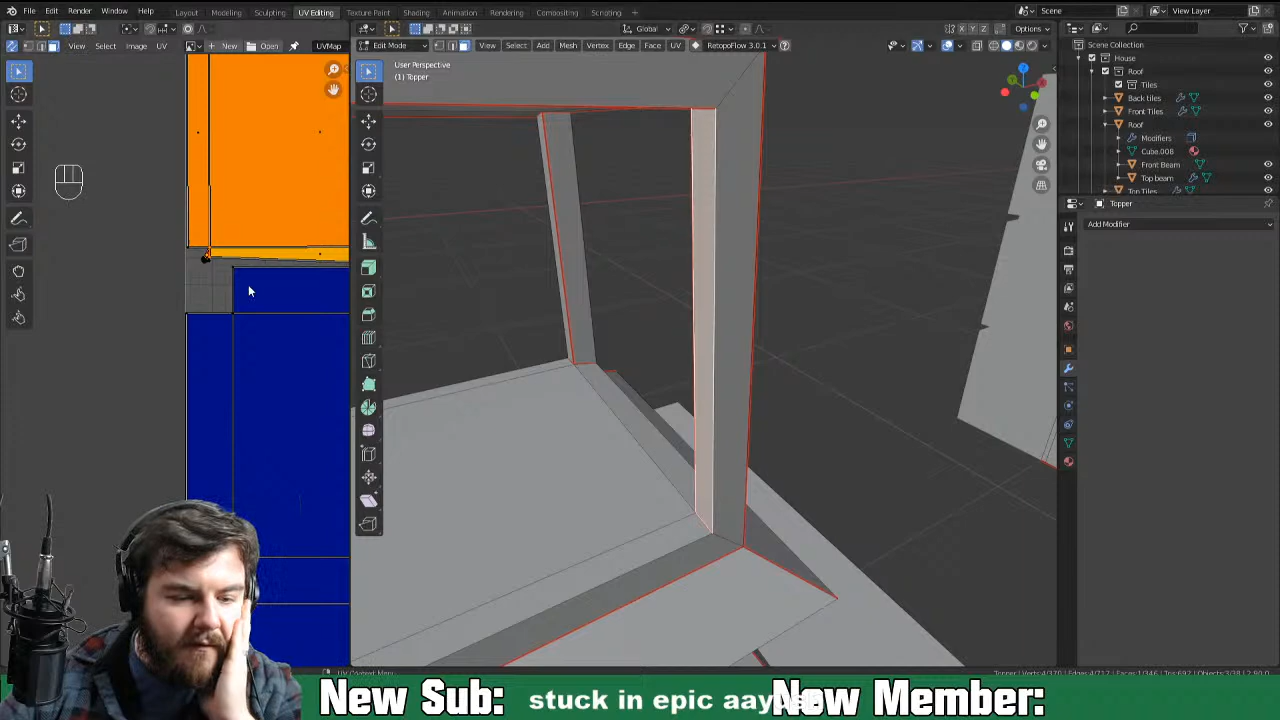 File Edit Render Window Help Layout Modeling Sculpting UV Editing Texture Paint Shading Animation Rendering Compositing Scripting Scene View Layer
New Open Global Options
View Select Image UV UVMap Edit Mode View Select Add Mesh Vertex Edge Face UV RetopoFlow 3.0.1
User Perspective
(1) Topper
Scene Collection
House
Roof
Tiles
Back tiles
Front Tiles
Roof
Modifiers
Cube.008
Front Beam
Top beam
Top Tiles
Topper
Add Modifier
UV Context Menu
New Sub: stuck in epic aayu New Member: